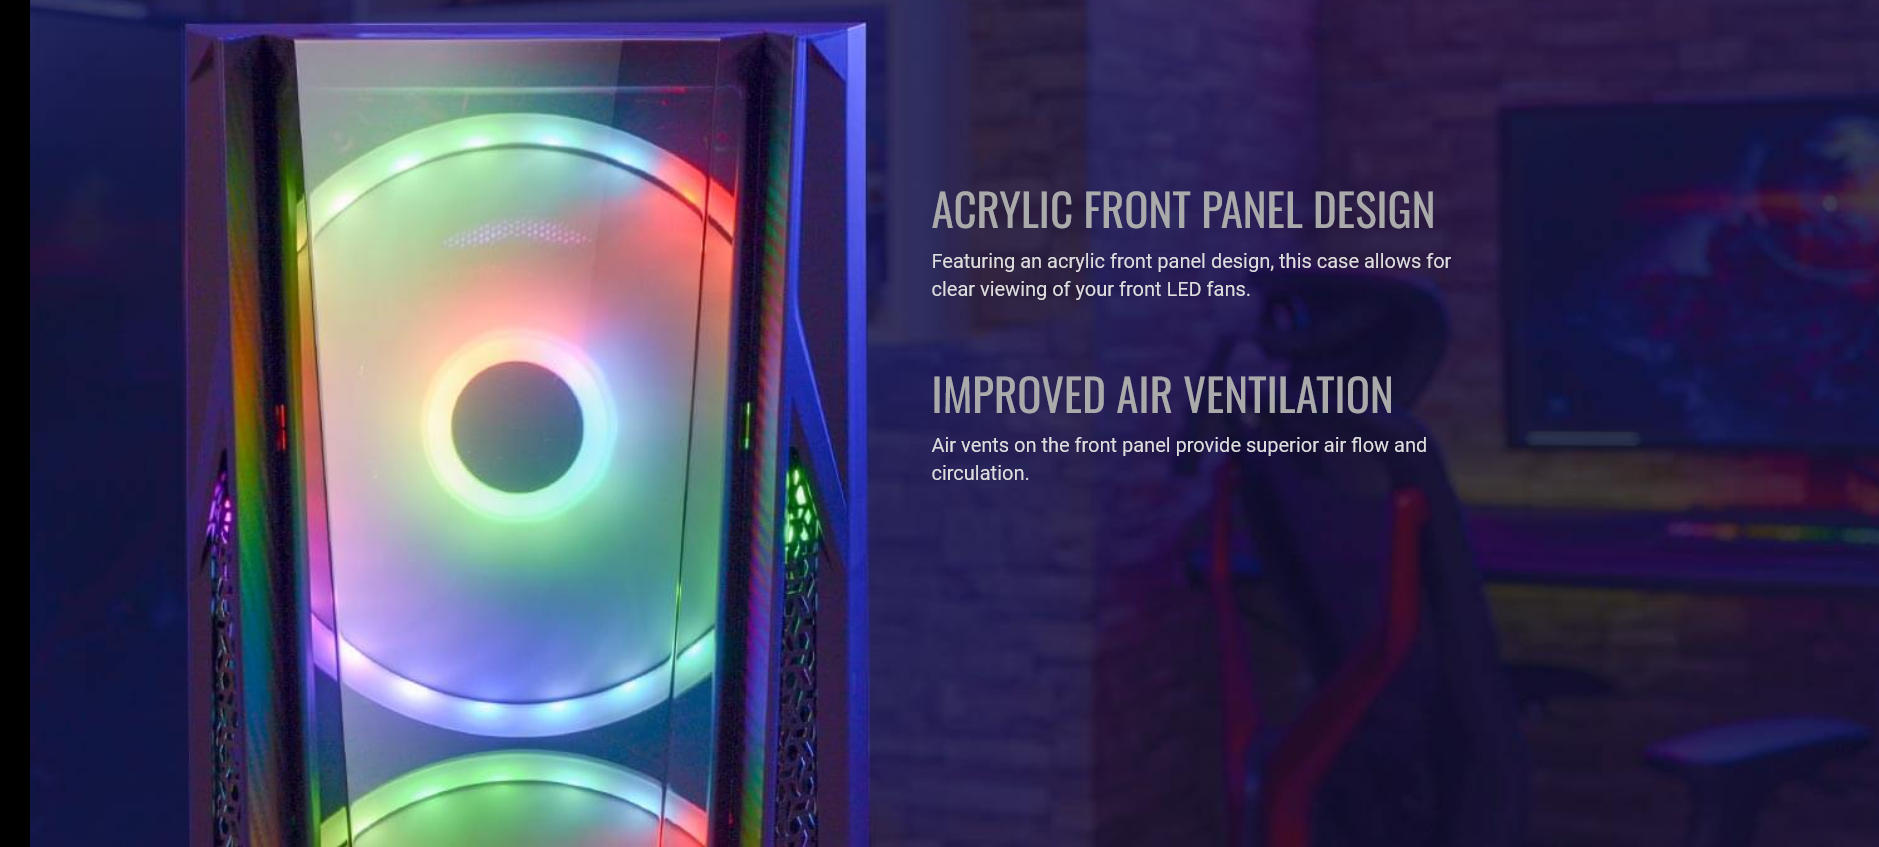 ACRYLIC FRONT PANEL DESIGN
Featuring an acrylic front panel design, this case allows for
clear viewing of your front LED fans.
IMPROVED AIR VENTILATION
Air vents on the front panel provide superior air flow and
circulation.